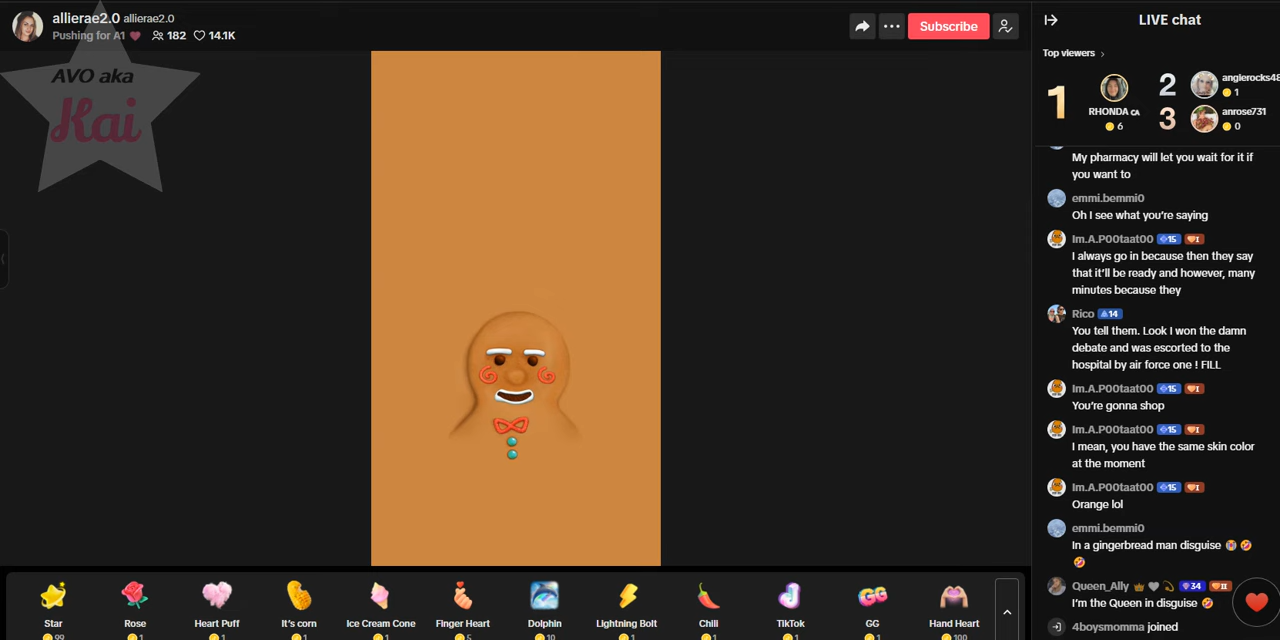 allierae2.0 allierae2.0
Pushing for A1 182 14.1K
Subscribe
AVO aka
Kai
LIVE chat
Top viewers
1
RHONDA CA
6
2
anglerocks48
1
3
anrose731
0
My pharmacy will let you wait for it if
you want to
emmi.bemmi0
Oh I see what you're saying
Im.A.P00taat00 15 I
I always go in because then they say
that it'll be ready and however, many
minutes because they
Rico 14
You tell them. Look I won the damn
debate and was escorted to the
hospital by air force one ! FILL
Im.A.P00taat00 15 I
You're gonna shop
Im.A.P00taat00 15 I
I mean, you have the same skin color
at the moment
Im.A.P00taat00 15 I
Orange lol
emmi.bemmi0
In a gingerbread man disguise
Queen_Ally 34 II
I'm the Queen in disguise
4boysmomma joined
GG
Star Rose Heart Puff It's corn Ice Cream Cone Finger Heart Dolphin Lightning Bolt Chili TikTok GG Hand Heart
99 1 1 1 1 5 10 1 1 1 1 100